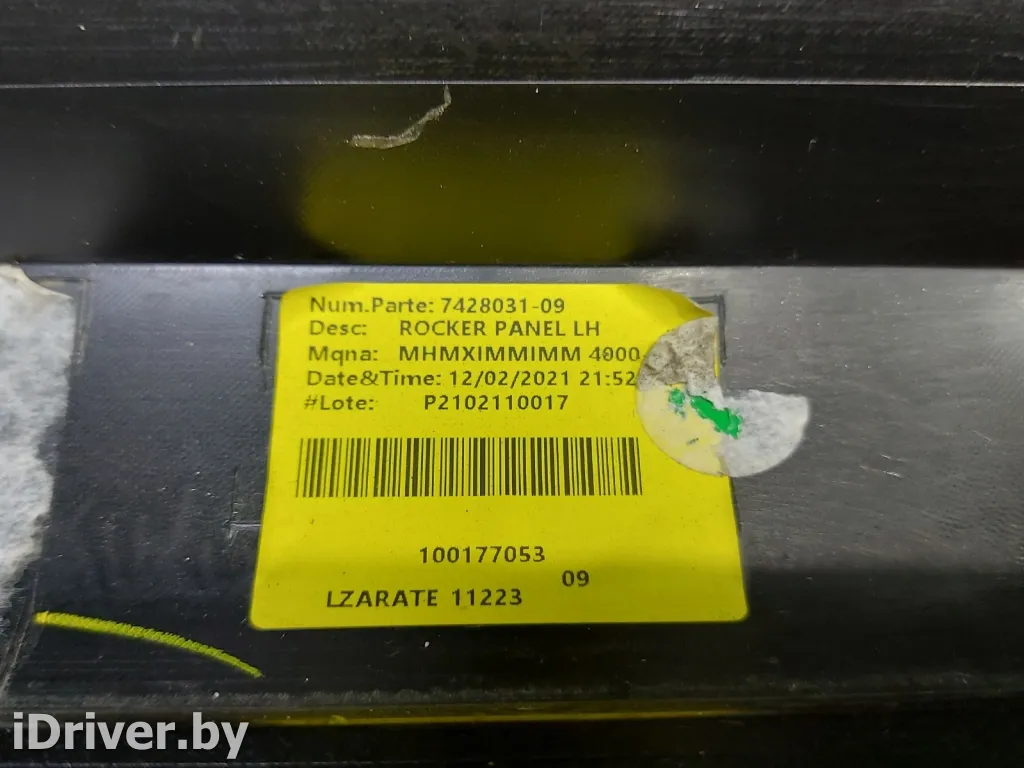 Num.Parte: 7428031-09
Desc: ROCKER PANEL LH
Mqna: MHMXIMMIMM 4000
Date&Time: 12/02/2021 21:52
#Lote: P2102110017
100177053
09
LZARATE 11223
iDriver.by